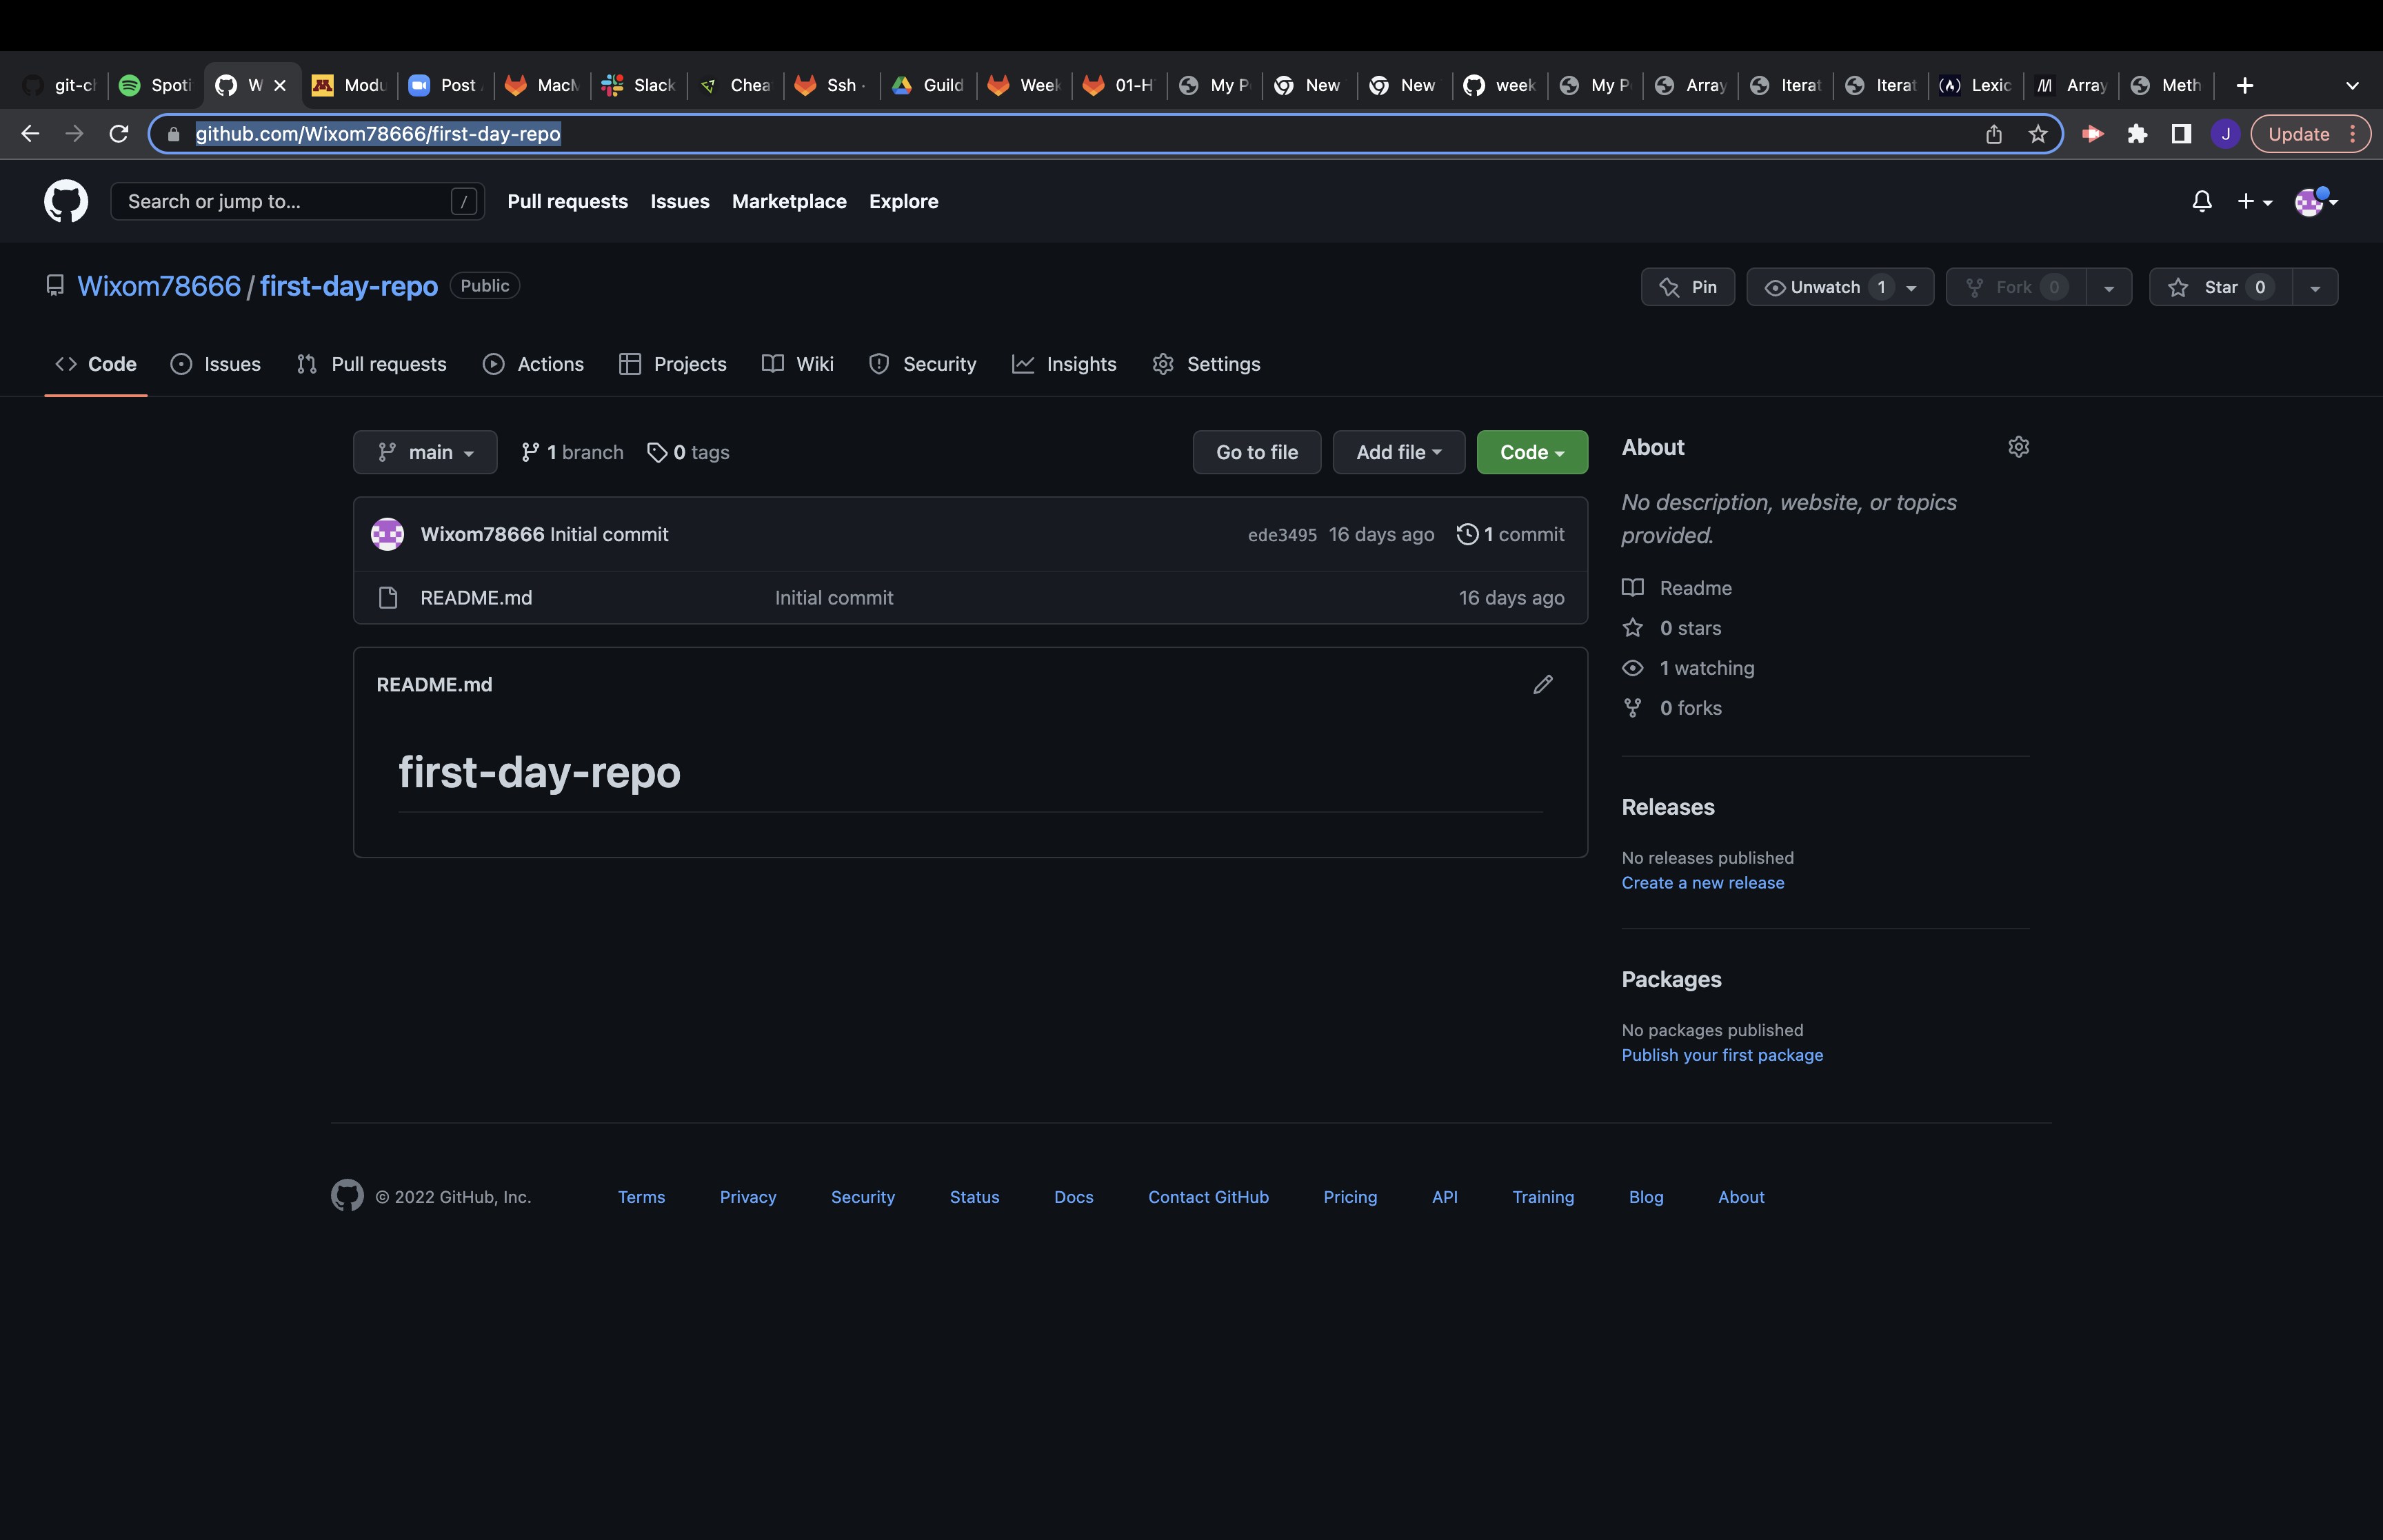 git-cl Spoti W Modu Post MacM Slack Chea Ssh · Guild Week 01-H My P New New week My P Array Iterat Iterat Lexic Array Meth
github.com/Wixom78666/first-day-repo J Update
Search or jump to... / Pull requests Issues Marketplace Explore
Wixom78666 / first-day-repo Public Pin Unwatch 1 Fork 0 Star 0
Code Issues Pull requests Actions Projects Wiki Security Insights Settings
main 1 branch 0 tags Go to file Add file Code
Wixom78666 Initial commit ede3495 16 days ago 1 commit
README.md Initial commit 16 days ago
README.md
first-day-repo
About
No description, website, or topics
provided.
Readme
0 stars
1 watching
0 forks
Releases
No releases published
Create a new release
Packages
No packages published
Publish your first package
© 2022 GitHub, Inc. Terms Privacy Security Status Docs Contact GitHub Pricing API Training Blog About